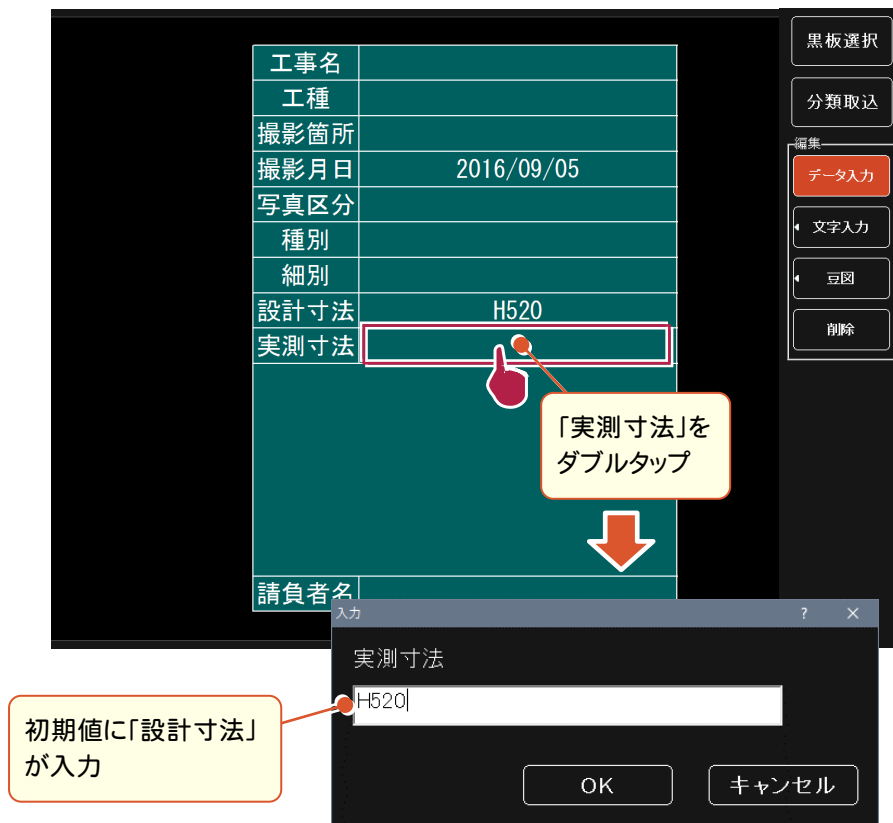 工事名
工種
撮影箇所
撮影月日 2016/09/05
写真区分
種別
細別
設計寸法 H520
実測寸法
請負者名
黒板選択
分類取込
編集
データ入力
文字入力
豆図
削除
「実測寸法」を
ダブルタップ
入力 ? ×
実測寸法
H520
OK キャンセル
初期値に「設計寸法」
が入力